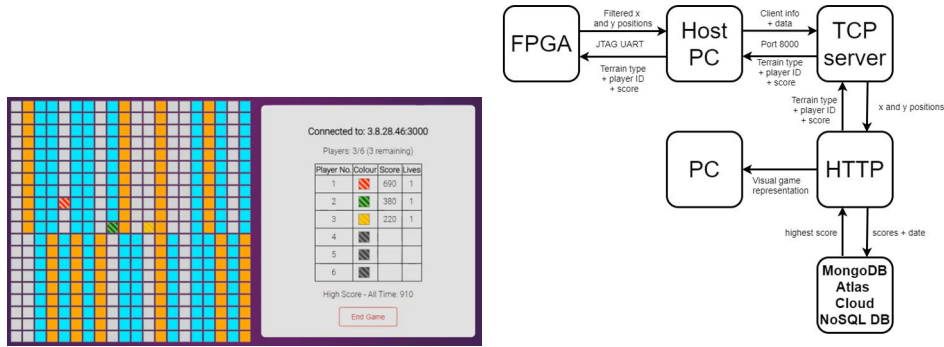 Connected to: 3.8.28.46:3000
Players: 3/6 (3 remaining)
Player No. Colour Score Lives
1 690 1
2 380 1
3 220 1
4
5
6
High Score - All Time: 910
End Game
FPGA
Filtered x
and y positions
JTAG UART
Terrain type
+ player ID
+ score
Host
PC
Client info
+ data
Port 8000
Terrain type
+ player ID
+ score
TCP
server
Terrain type
+ player ID
+ score
x and y positions
PC
Visual game
representation
HTTP
highest score
scores + date
MongoDB
Atlas
Cloud
NoSQL DB